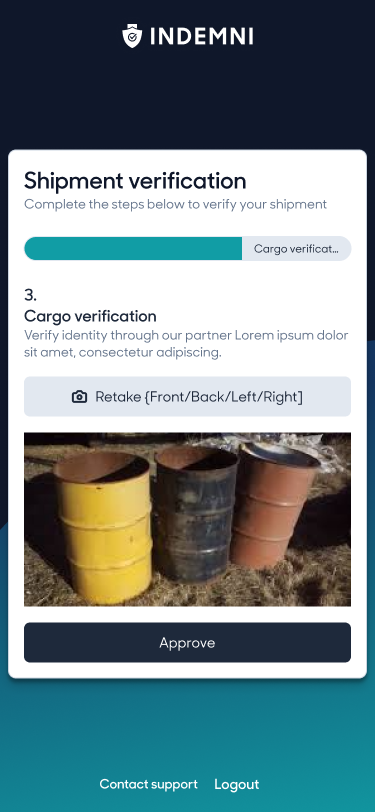 INDEMNI
Shipment verification
Complete the steps below to verify your shipment
Cargo verificat...
3.
Cargo verification
Verify identity through our partner Lorem ipsum dolor
sit amet, consectetur adipiscing.
Retake {Front/Back/Left/Right]
Approve
Contact support Logout